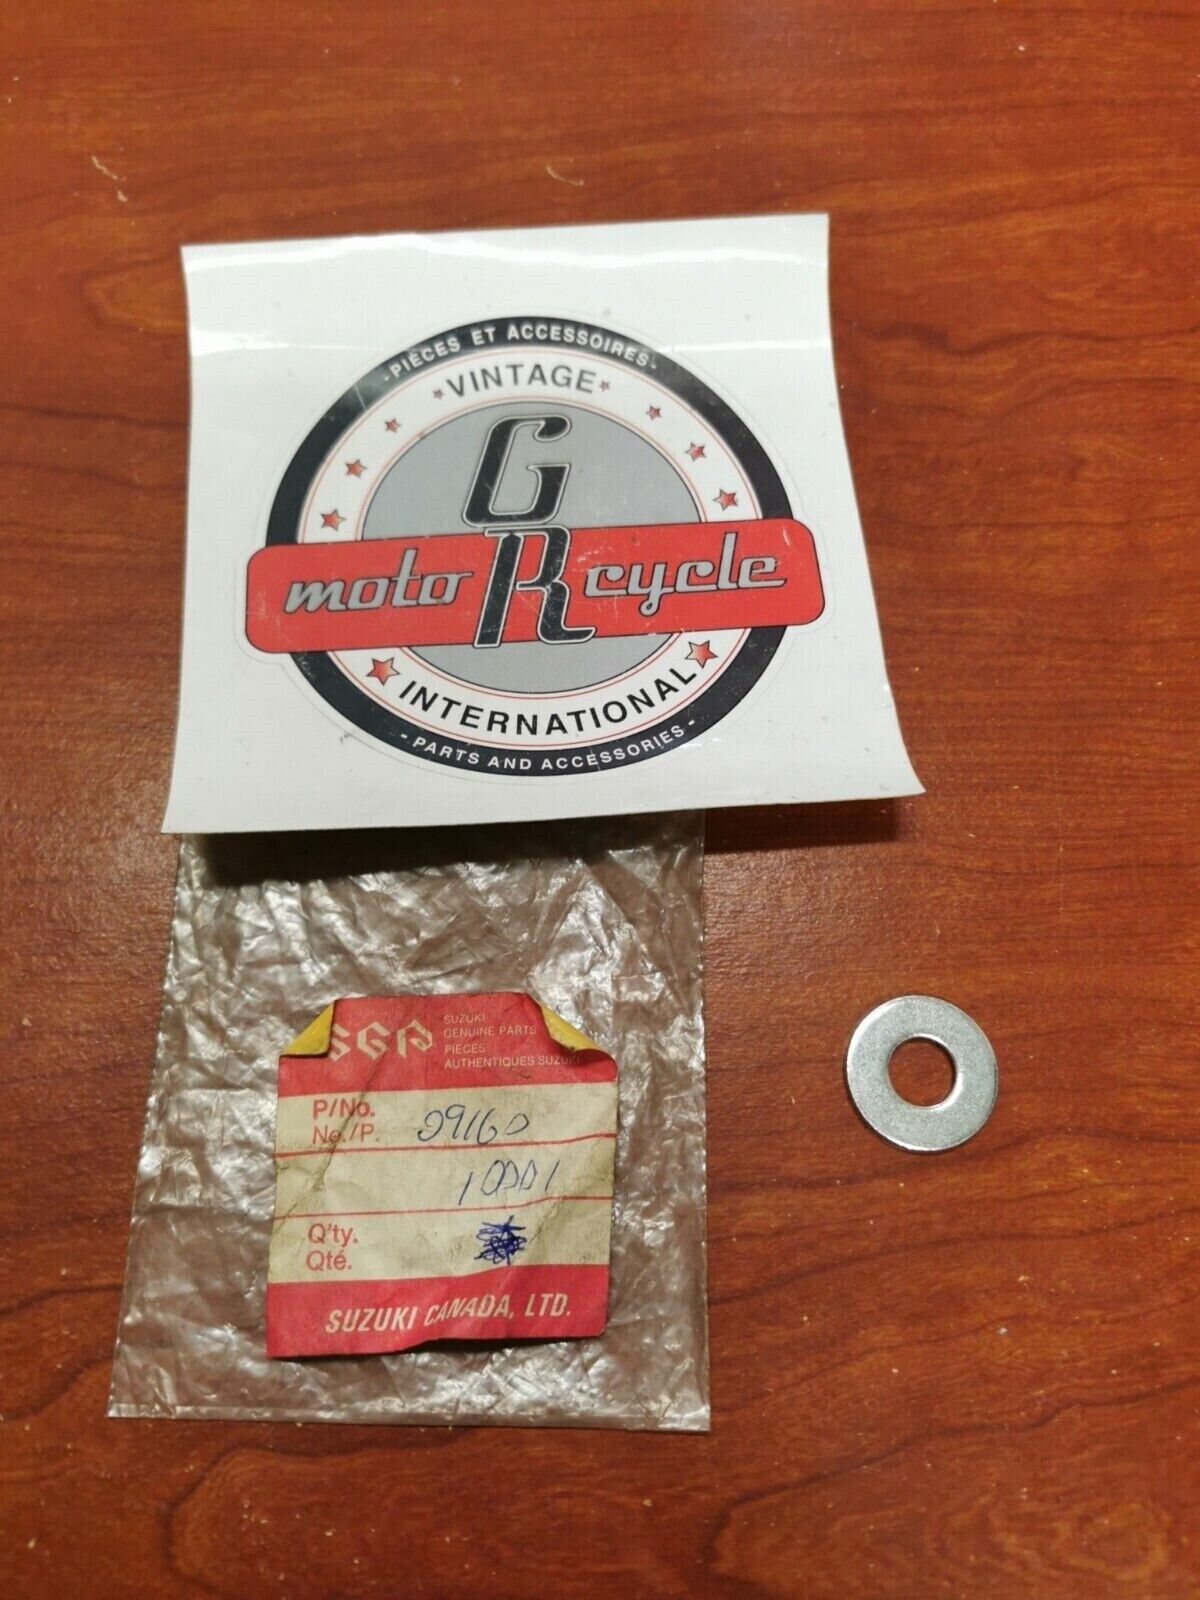 - PIÈCES ET ACCESSOIRES -
VINTAGE
G
moto R cycle
INTERNATIONAL
- PARTS AND ACCESSORIES -
SGP
SUZUKI
GENUINE PARTS
PIECES
AUTHENTIQUES SUZUKI
P/No.
No./P. 09160
10001
Q'ty.
Qté.
SUZUKI CANADA, LTD.